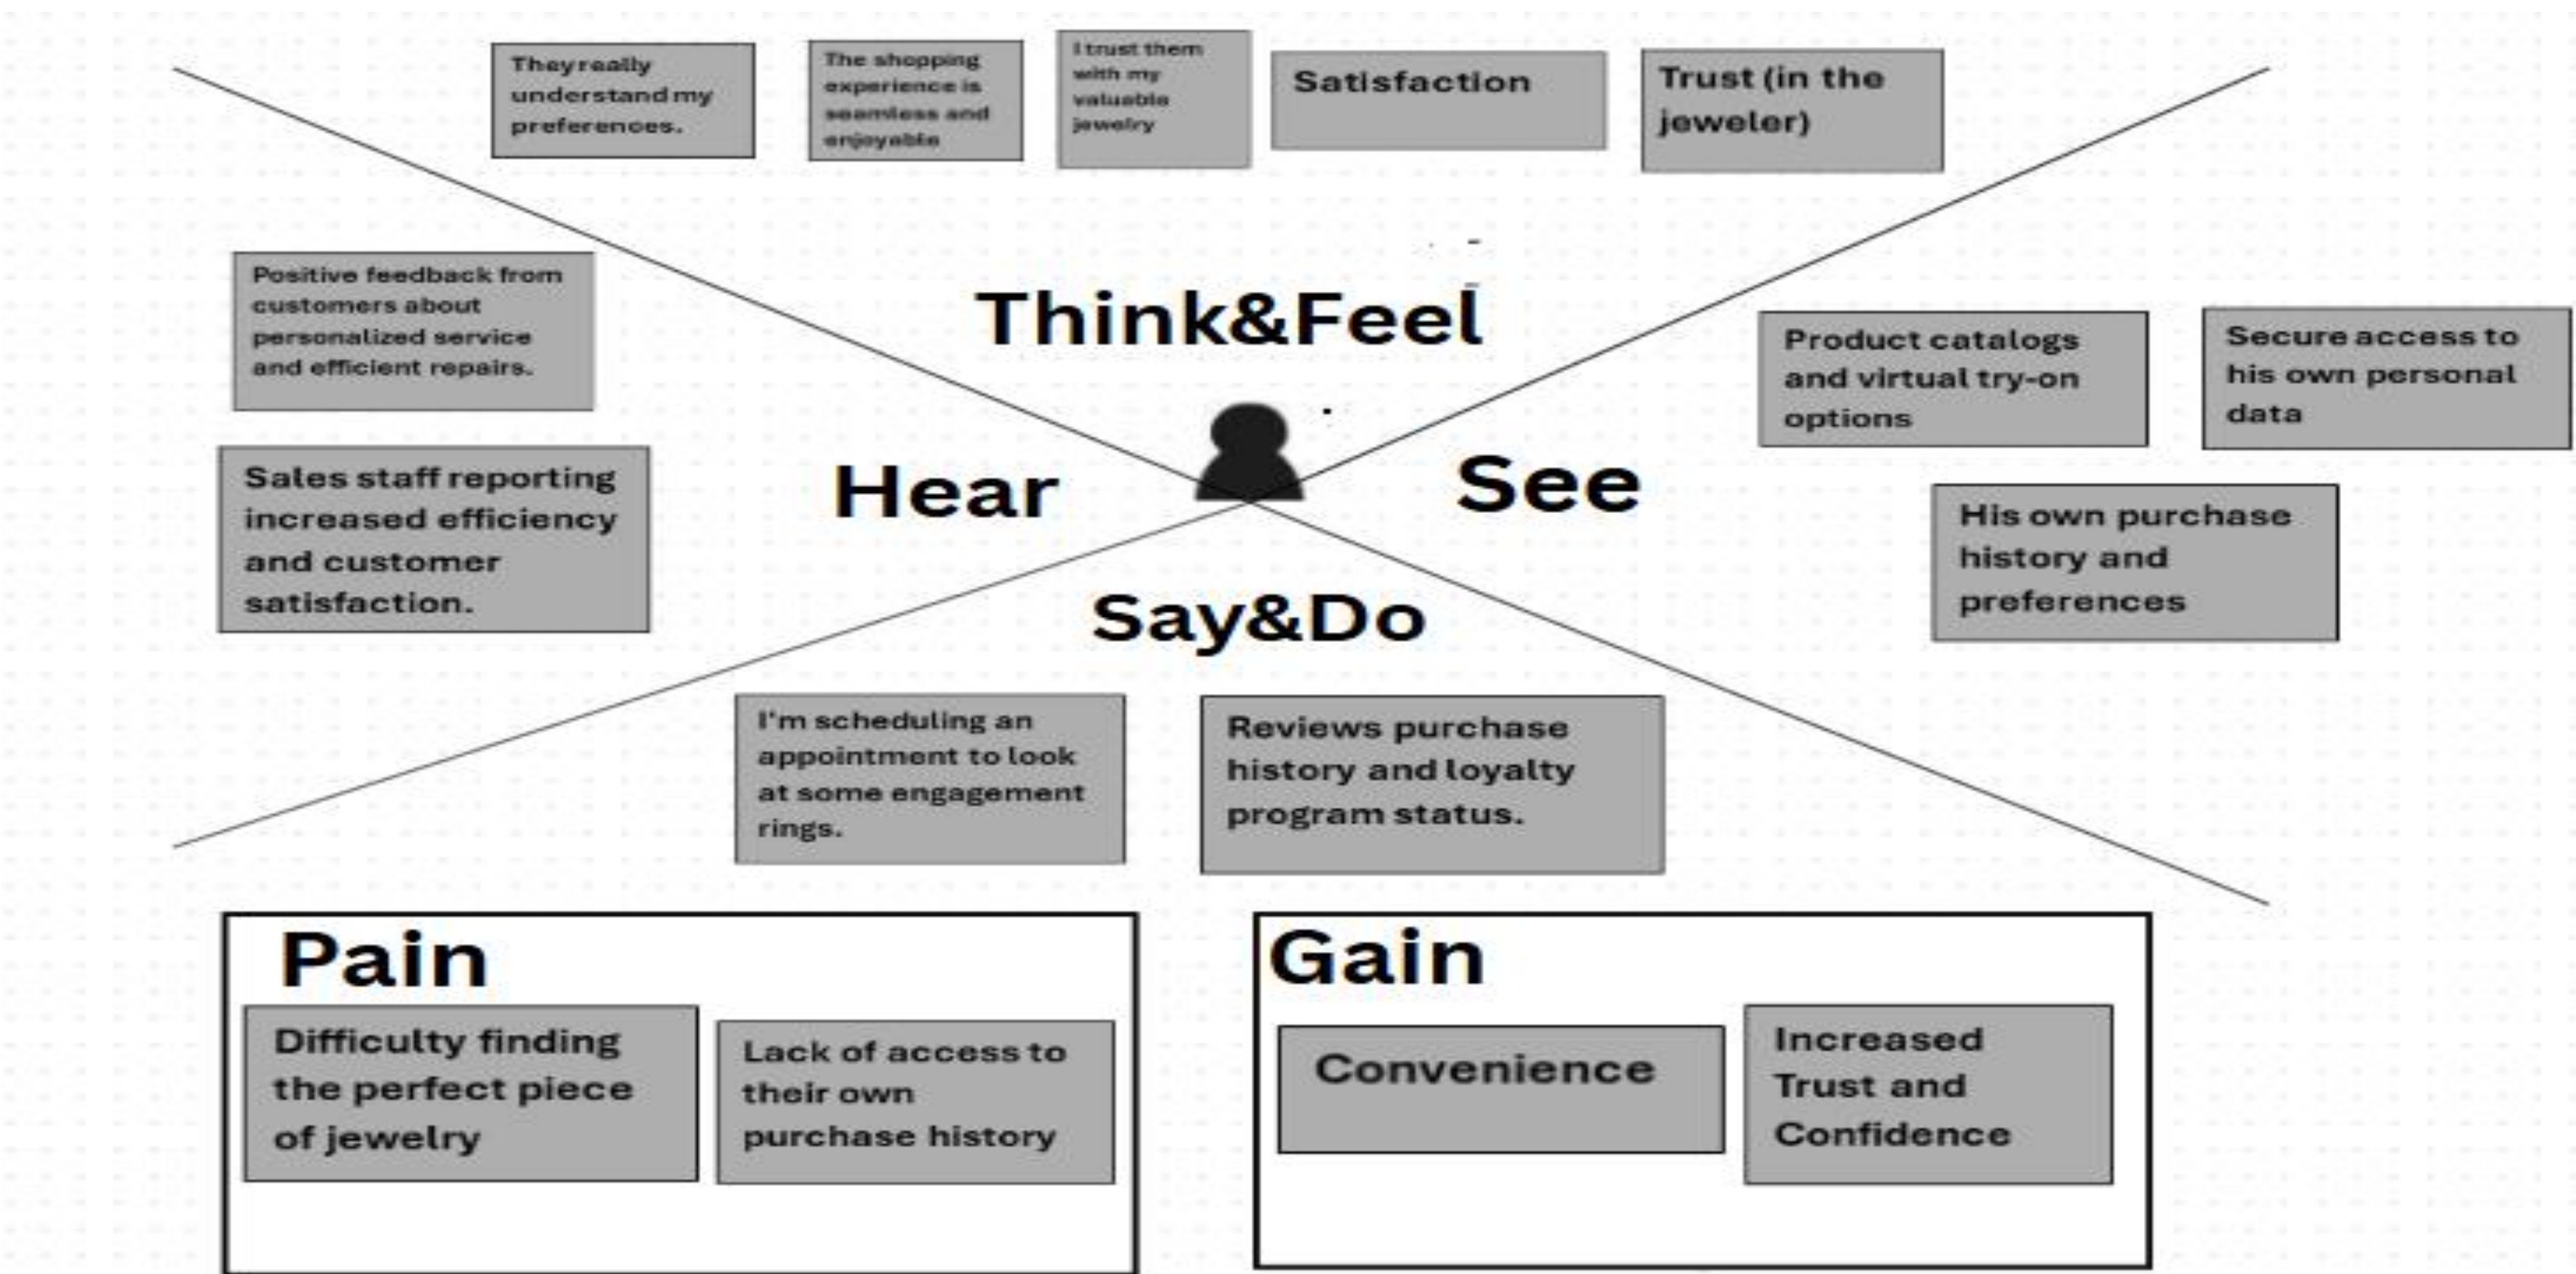 They really
understand my
preferences.
The shopping
experience is
seamless and
enjoyable
I trust them
with my
valuable
jewelry
Satisfaction
Trust (in the
jeweler)
Think&Feel
Positive feedback from
customers about
personalized service
and efficient repairs.
Sales staff reporting
increased efficiency
and customer
satisfaction.
Hear
See
Product catalogs
and virtual try-on
options
Secure access to
his own personal
data
His own purchase
history and
preferences
Say&Do
I'm scheduling an
appointment to look
at some engagement
rings.
Reviews purchase
history and loyalty
program status.
Pain
Difficulty finding
the perfect piece
of jewelry
Lack of access to
their own
purchase history
Gain
Convenience
Increased
Trust and
Confidence